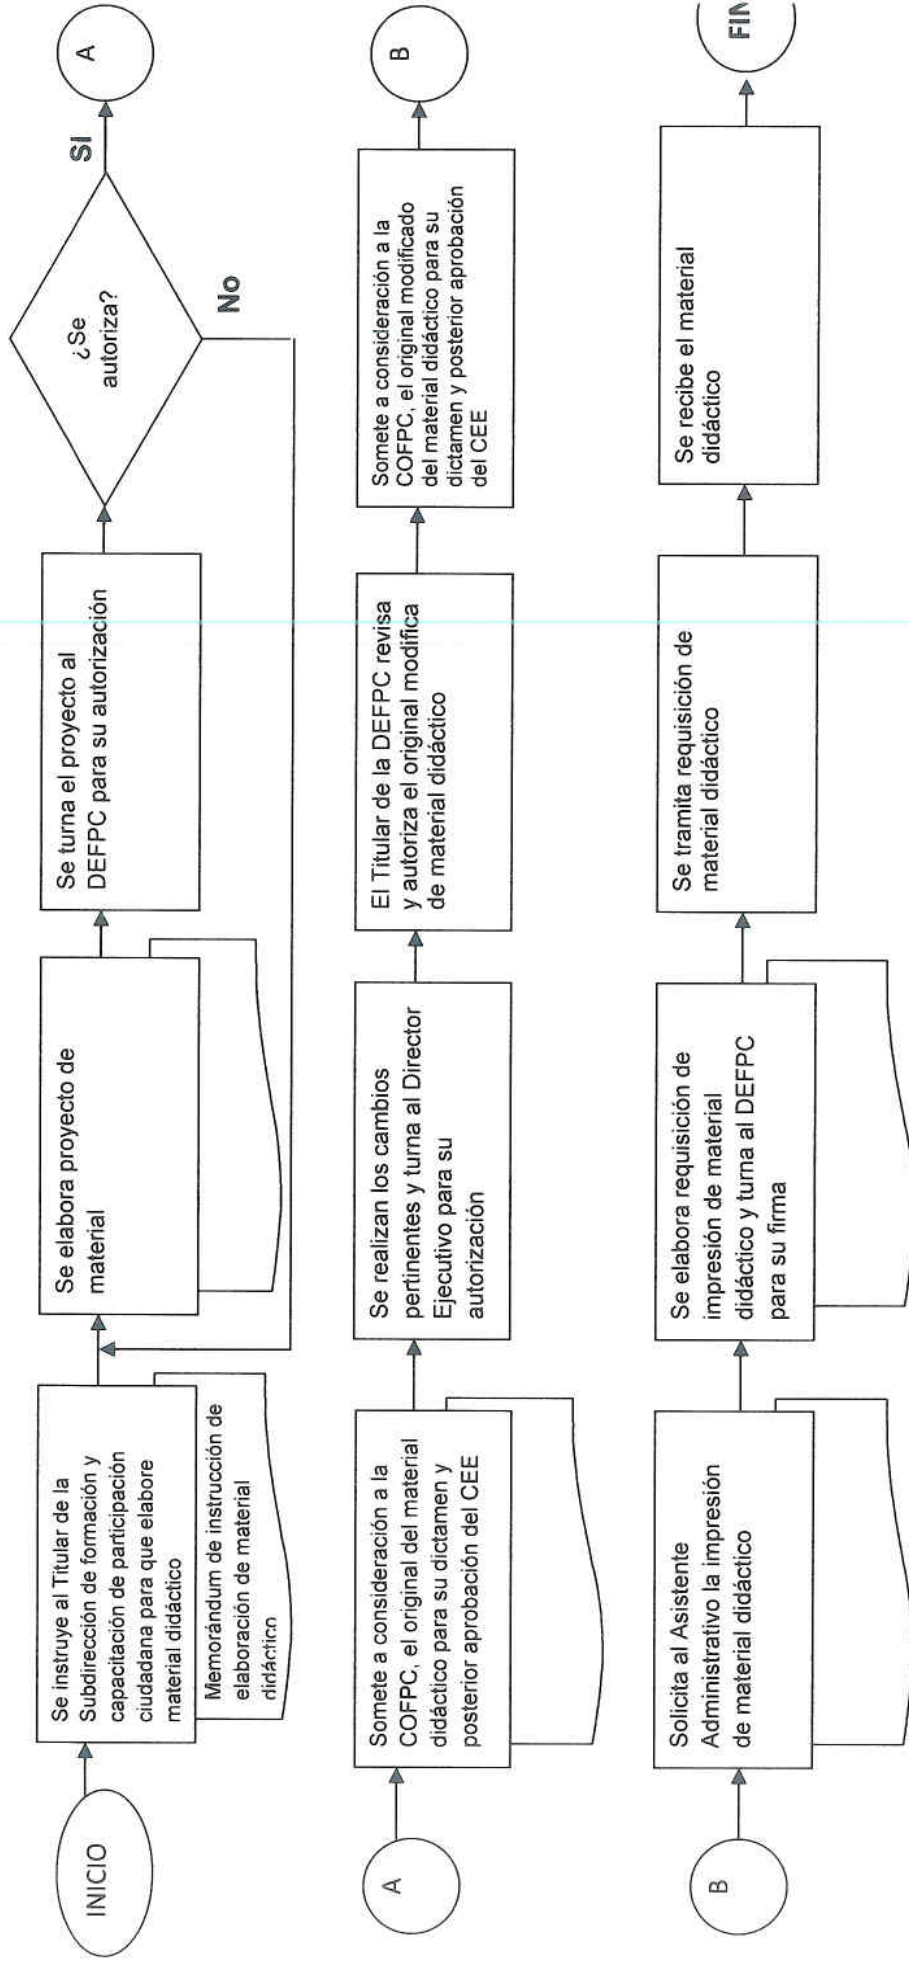 INICIO
Se instruye al Titular de la
Subdirección de formación y
capacitación de participación
ciudadana para que elabore
material didáctico
Memorándum de instrucción de
elaboración de material
didáctico
Se elabora proyecto de
material
Se turna el proyecto al
DEFPC para su autorización
¿Se
autoriza?
SI
No
A
A
Somete a consideración a la
COFPC, el original del material
didáctico para su dictamen y
posterior aprobación del CEE
Se realizan los cambios
pertinentes y turna al Director
Ejecutivo para su
autorización
El Titular de la DEFPC revisa
y autoriza el original modifica
de material didáctico
Somete a consideración a la
COFPC, el original modificado
del material didáctico para su
dictamen y posterior aprobación
del CEE
B
B
Solicita al Asistente
Administrativo la impresión
de material didáctico
Se elabora requisición de
impresión de material
didáctico y turna al DEFPC
para su firma
Se tramita requisición de
material didáctico
Se recibe el material
didáctico
FIN